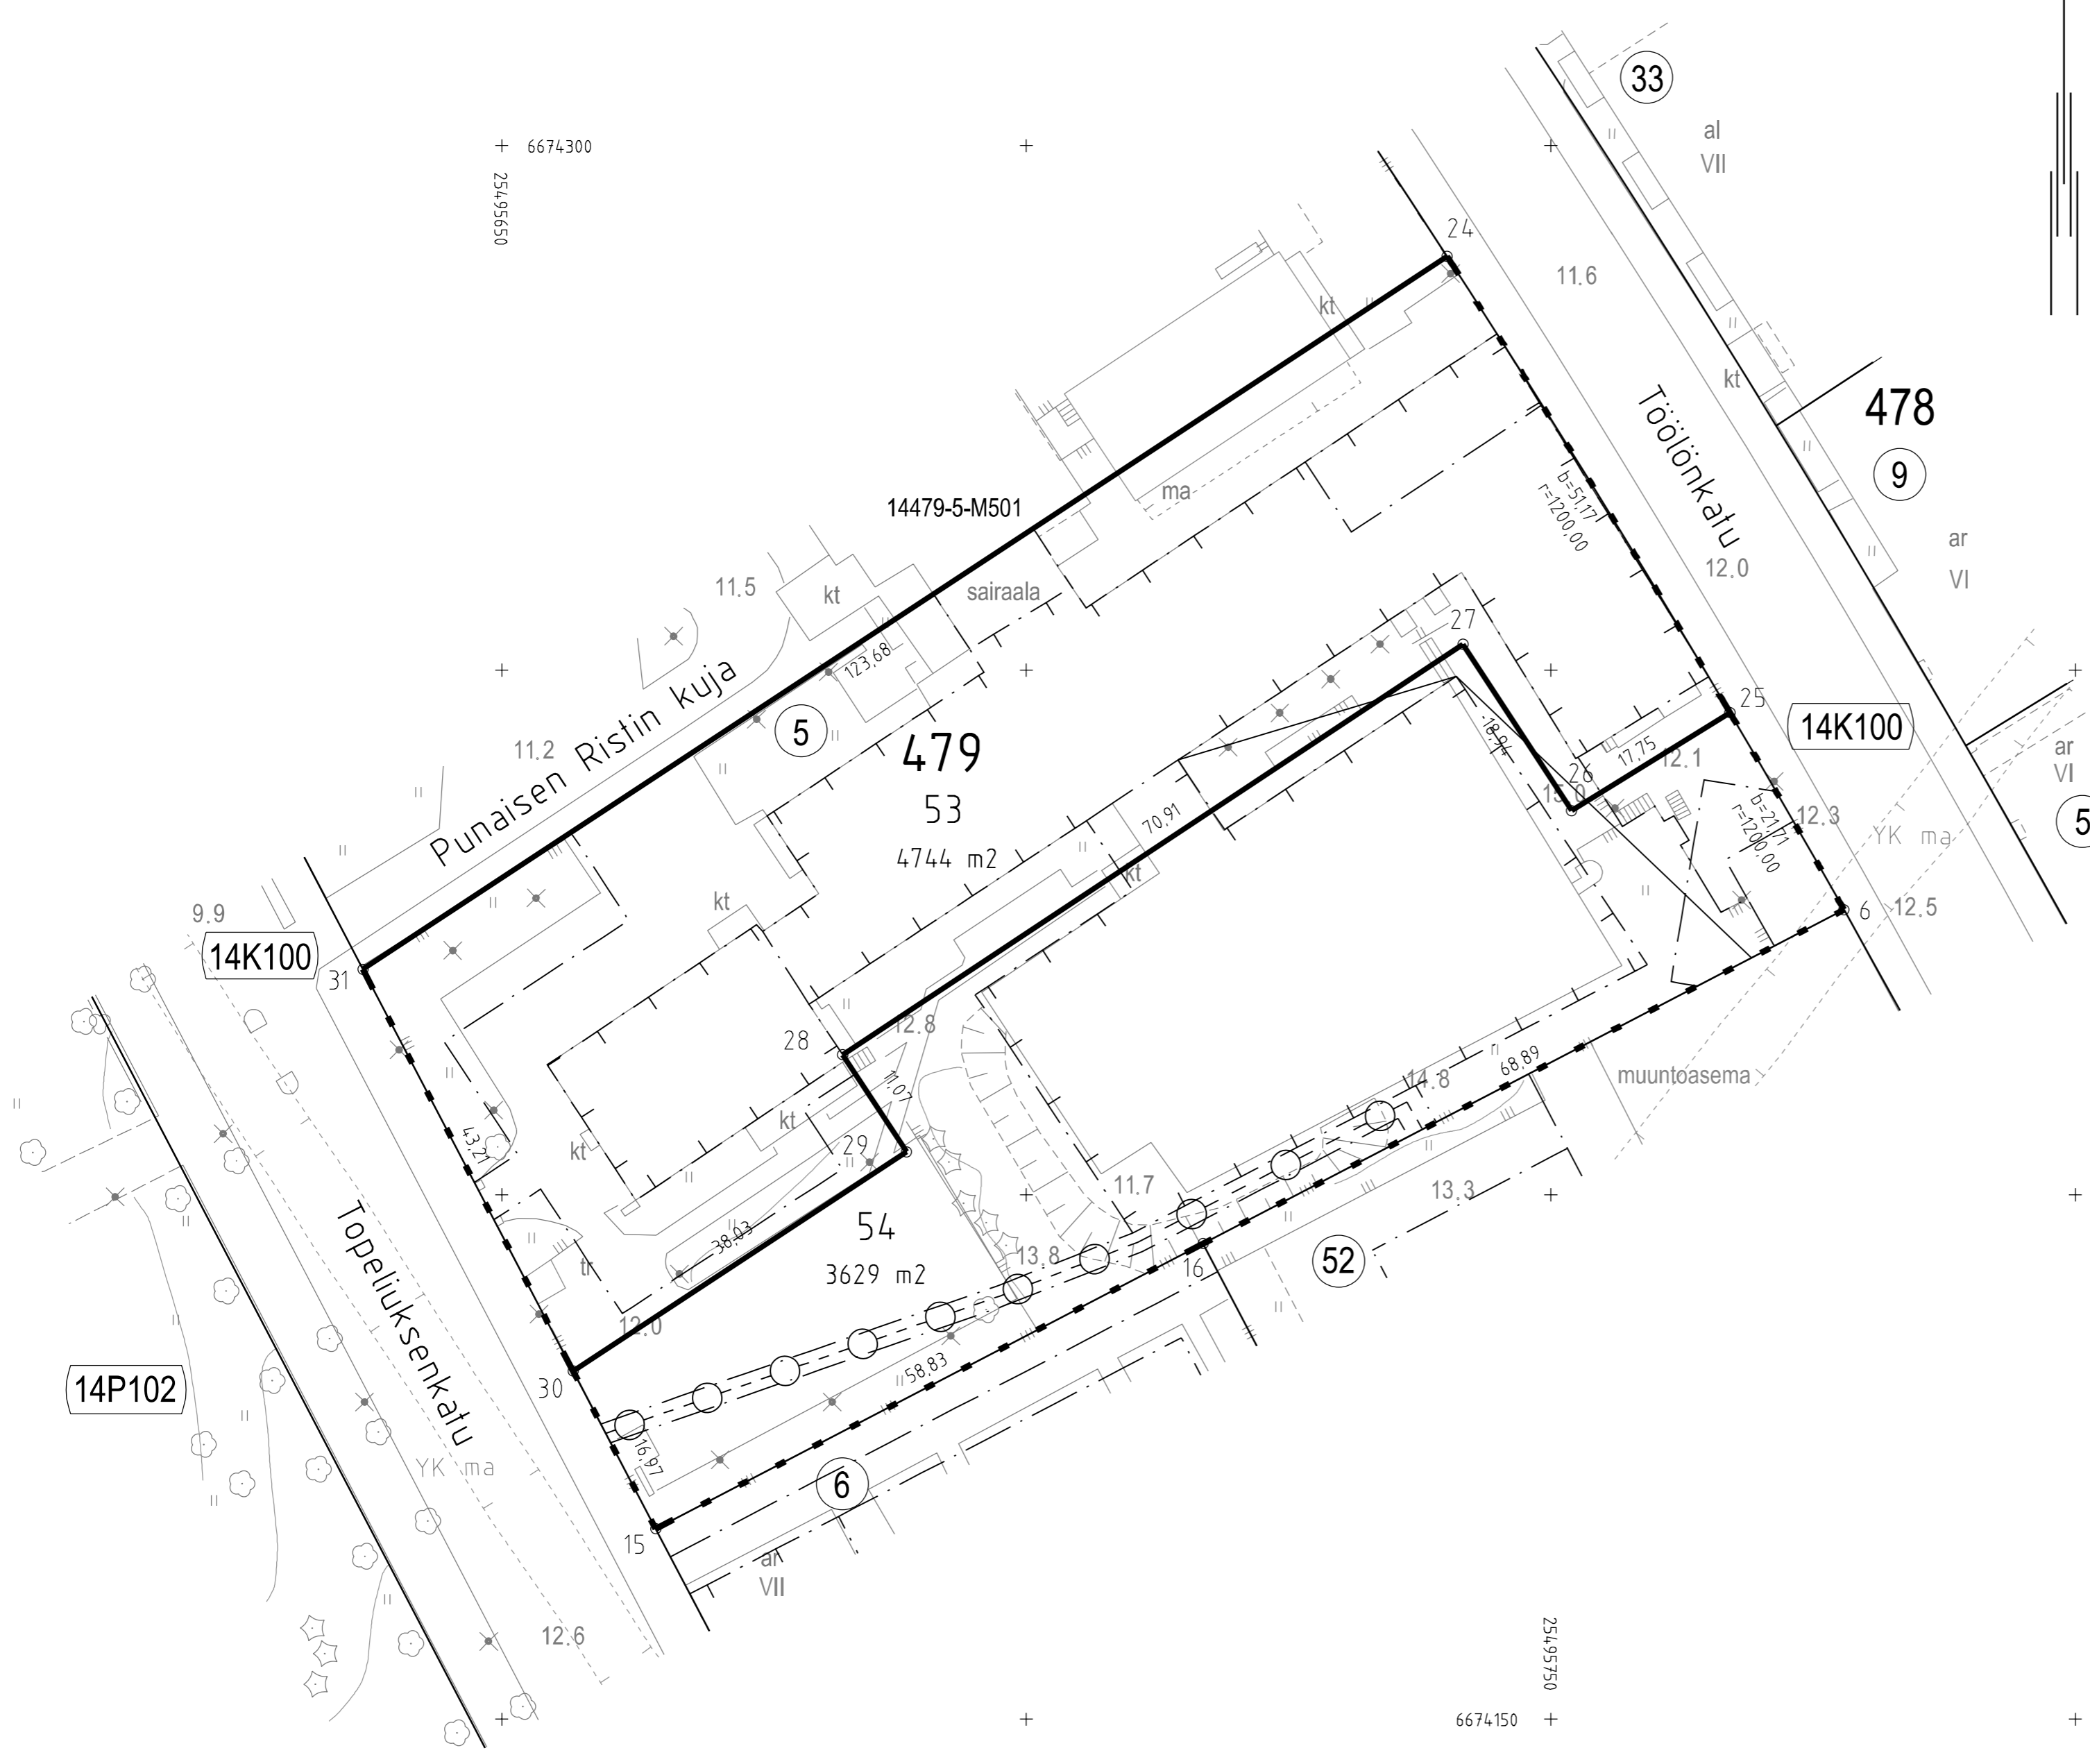 33
al
VII
6674300
25495650
24
11.6
kt
kt
478
Töölönkatu
9
b=51,17
r=1200,00
ma
14479-5-M501
ar
VI
12.0
11.5
kt
sairaala
27
123,68
Punaisen Ristin kuja
5
479
25
14K100
11.2
18,94
17,75
12.1
ar
VI
26
15.0
53
70,91
b=21,71
r=1200,00
12.3
YK ma
5
4744 m2
kt
kt
9.9
6
12.5
14K100
31
12.8
28
11,07
68,89
14.8
muuntoasema
kt
43,21
kt
29
11.7
13.3
54
38,03
13.8
16
52
tr
3629 m2
Topeliuksenkatu
12.0
58,83
30
14P102
16,97
YK ma
6
15
ar
VII
12.6
25495750
6674150